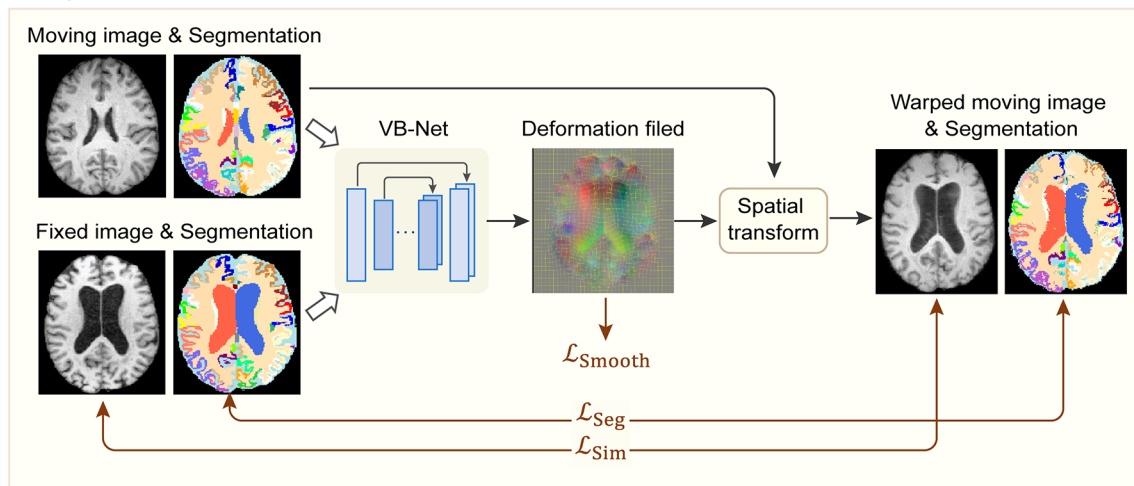 Moving image & Segmentation
VB-Net
Deformation filed
Warped moving image
& Segmentation
Spatial
transform
Fixed image & Segmentation
...
ℒSmooth
ℒSeg
ℒSim